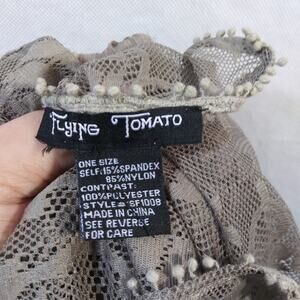 FLYING TOMATO
ONE SIZE
SELF:15%SPANDEX
85%NYLON
CONTRAST:
100%POLYESTER
STYLE#:SF1008
MADE IN CHINA
SEE REVERSE
FOR CARE